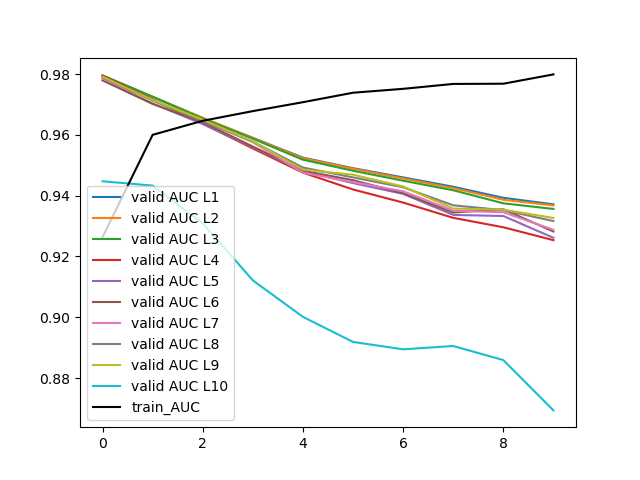 0.98
0.96
0.94
0.92
0.90
0.88
valid AUC L1
valid AUC L2
valid AUC L3
valid AUC L4
valid AUC L5
valid AUC L6
valid AUC L7
valid AUC L8
valid AUC L9
valid AUC L10
train_AUC
0 2 4 6 8